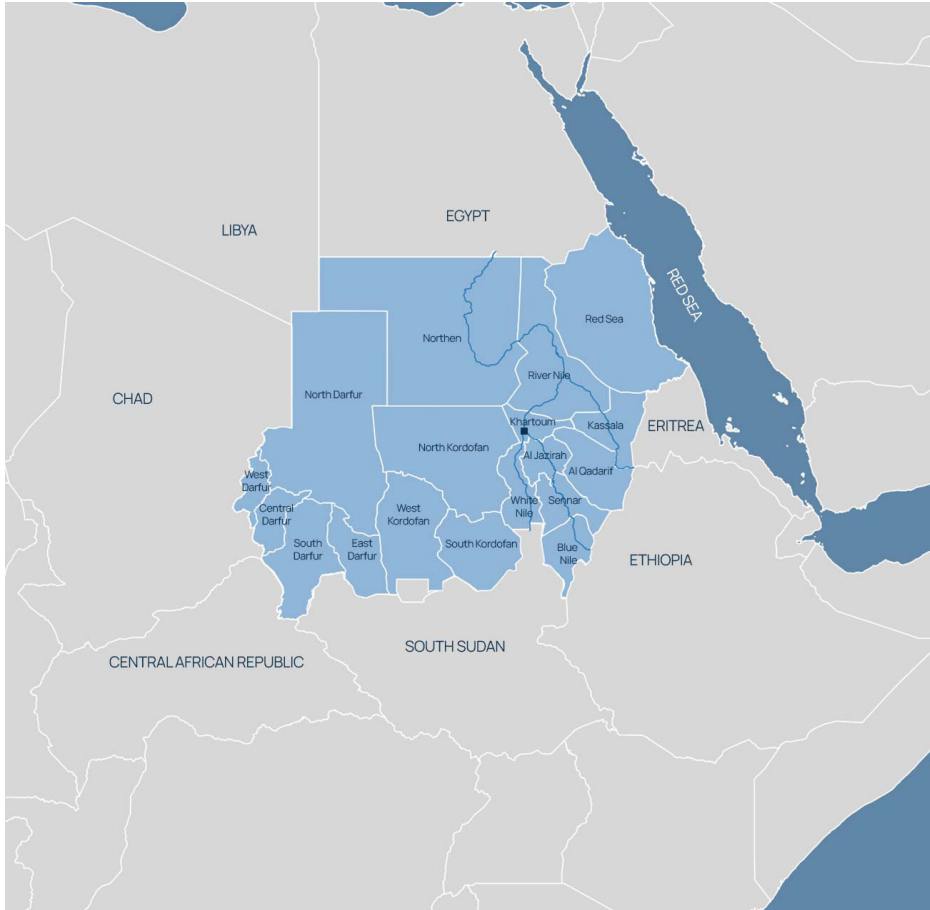 EGYPT
LIBYA
RED SEA
Red Sea
Northen
River Nile
North Darfur
CHAD
Khartoum
Kassala
ERITREA
North Kordofan
Al Jazirah
Al Qadarif
West
Darfur
White
Nile
Sennar
Central
Darfur
West
Kordofan
South
Darfur
East
Darfur
South Kordofan
Blue
Nile
ETHIOPIA
SOUTH SUDAN
CENTRAL AFRICAN REPUBLIC